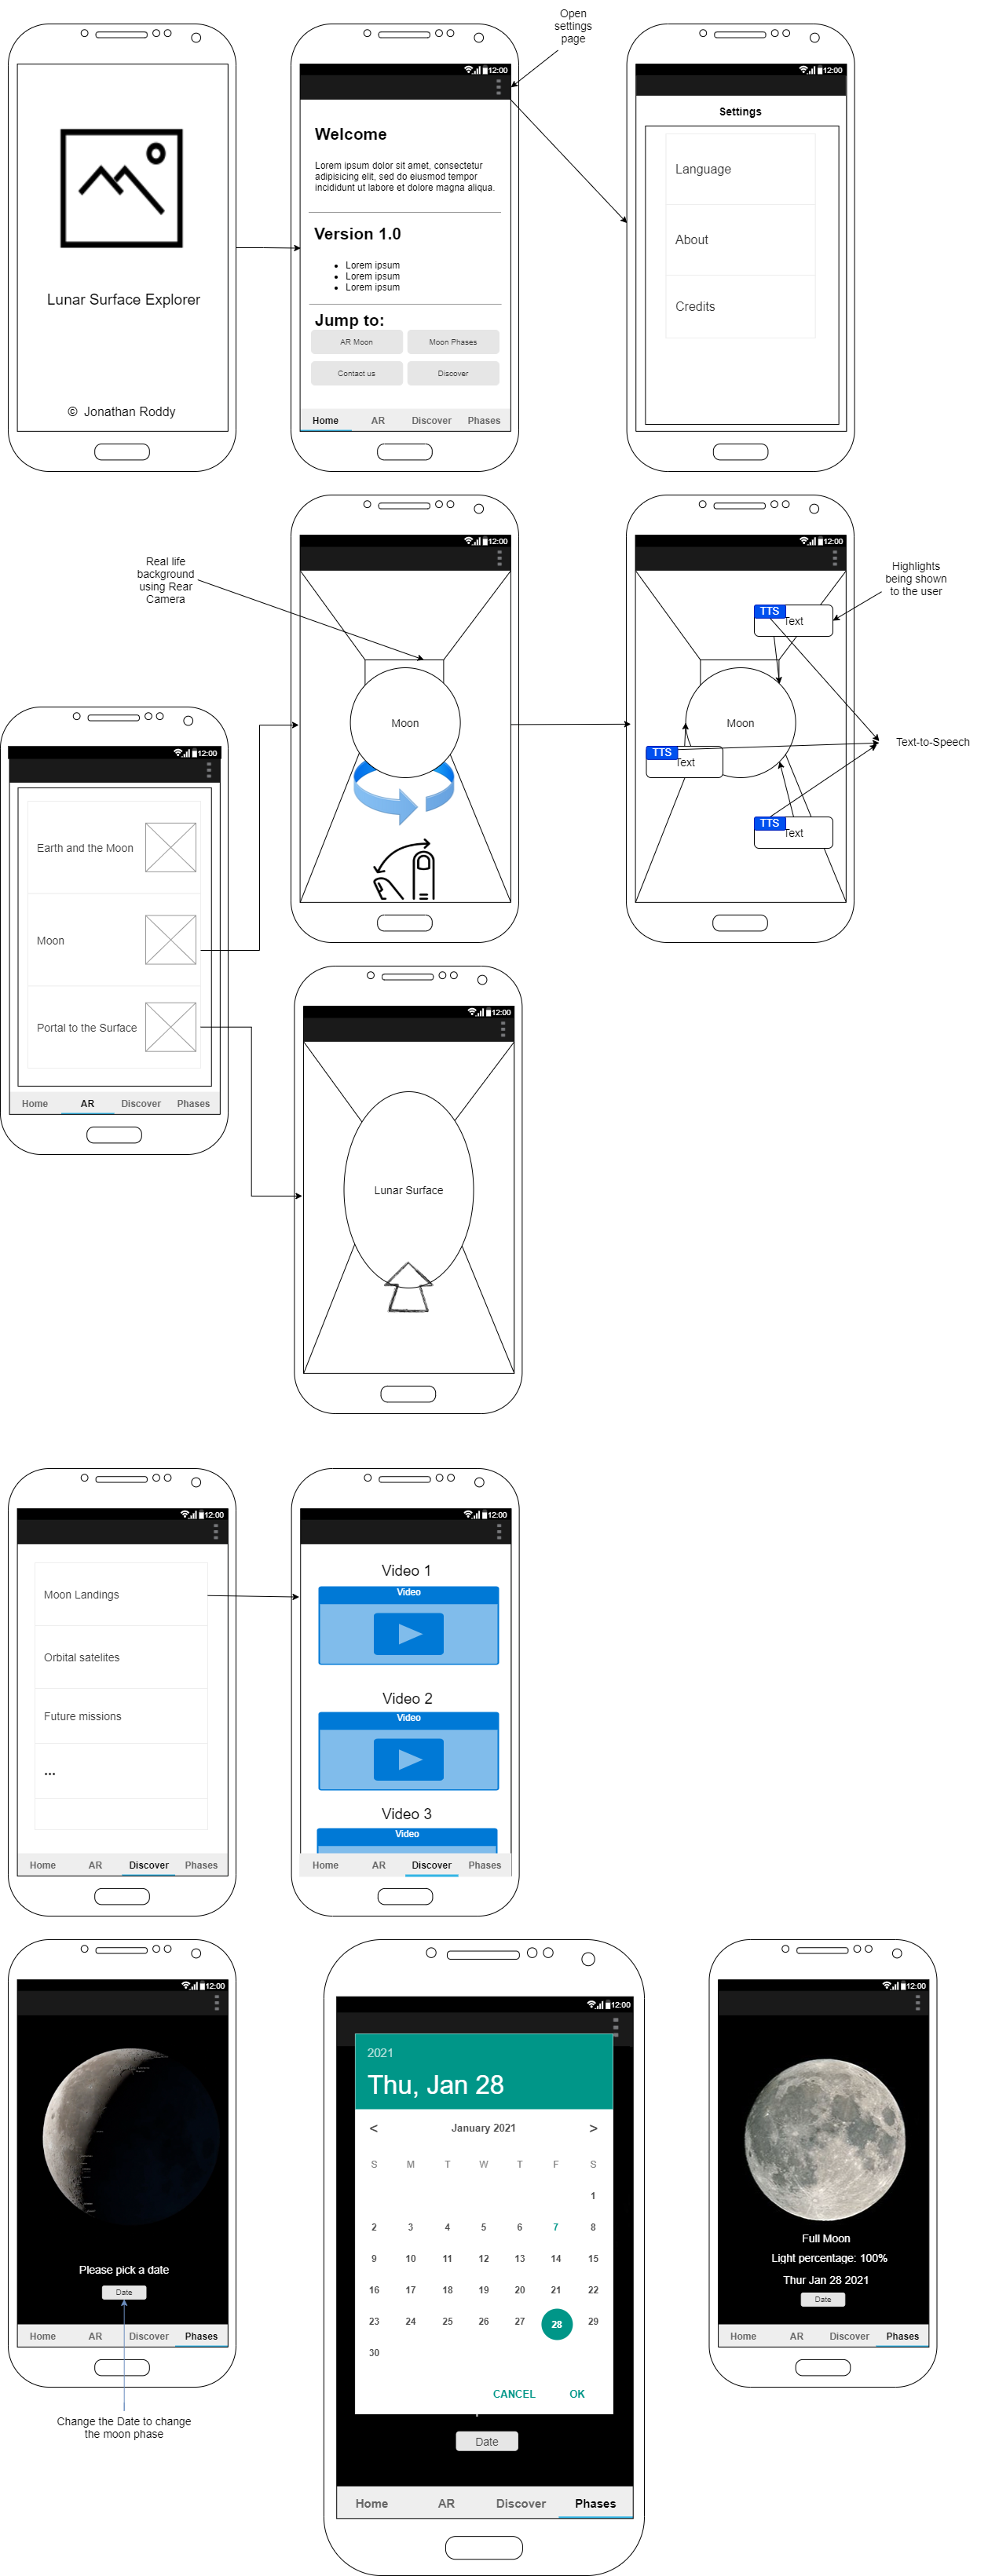 Open
settings
page
12:00
12:00
Lunar Surface Explorer
© Jonathan Roddy
Welcome
Lorem ipsum dolor sit amet, consectetur
adipisicing elit, sed do eiusmod tempor
incididunt ut labore et dolore magna aliqua.
Version 1.0
Lorem ipsum
Lorem ipsum
Lorem ipsum
Jump to:
AR Moon Moon Phases
Contact us Discover
Home AR Discover Phases
Settings
Language
About
Credits
12:00
Real life
background
using Rear
Camera
Moon
12:00
Highlights
being shown
to the user
TTS
Text
Moon
TTS
Text
Text-to-Speech
TTS
Text
12:00
Earth and the Moon
Moon
Portal to the Surface
Home AR Discover Phases
12:00
Lunar Surface
12:00
Moon Landings
Orbital satelites
Future missions
...
Home AR Discover Phases
12:00
Video 1
Video
Video 2
Video
Video 3
Video
Home AR Discover Phases
12:00
Please pick a date
Date
Home AR Discover Phases
Change the Date to change
the moon phase
12:00
2021
Thu, Jan 28
< January 2021 >
S M T W T F S
1
2 3 4 5 6 7 8
9 10 11 12 13 14 15
16 17 18 19 20 21 22
23 24 25 26 27 28 29
30
CANCEL OK
Date
Home AR Discover Phases
12:00
Full Moon
Light percentage: 100%
Thur Jan 28 2021
Date
Home AR Discover Phases